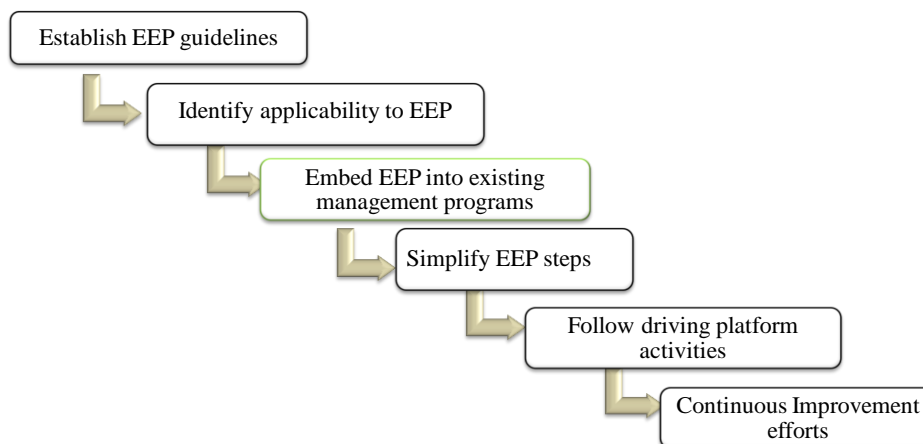 Establish EEP guidelines
Identify applicability to EEP
Embed EEP into existing
management programs
Simplify EEP steps
Follow driving platform
activities
Continuous Improvement
efforts